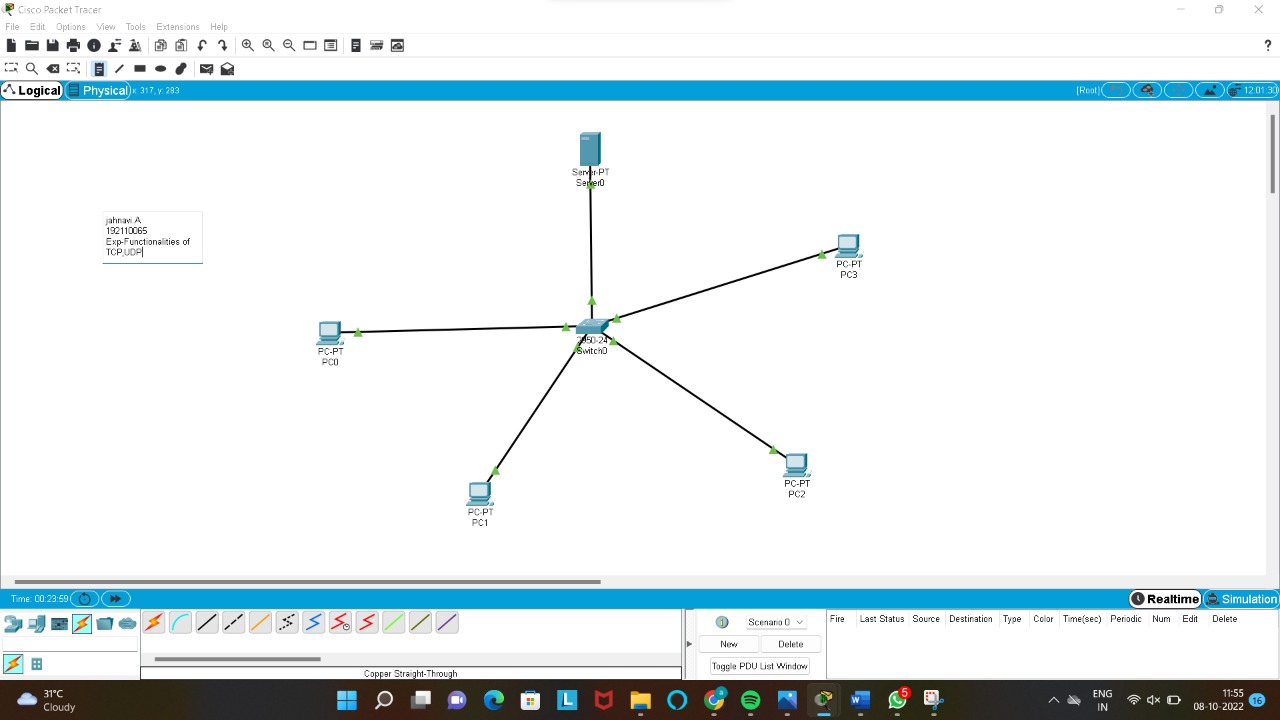 Cisco Packet Tracer
File Edit Options View Tools Extensions Help
?
Logical Physical x: 317, y: 283 [Root] 12:01:30
Server-PT
Server0
jahnavi.A
192110065
Exp-Functionalities of
TCP,UDP
PC-PT
PC3
2950-24
Switch0
PC-PT
PC0
PC-PT
PC2
PC-PT
PC1
Time: 00:23:59 Realtime Simulation
Scenario 0
New Delete
Toggle PDU List Window
Fire Last Status Source Destination Type Color Time(sec) Periodic Num Edit Delete
Copper Straight-Through
31°C
Cloudy
5
ENG
IN
11:55
08-10-2022
16